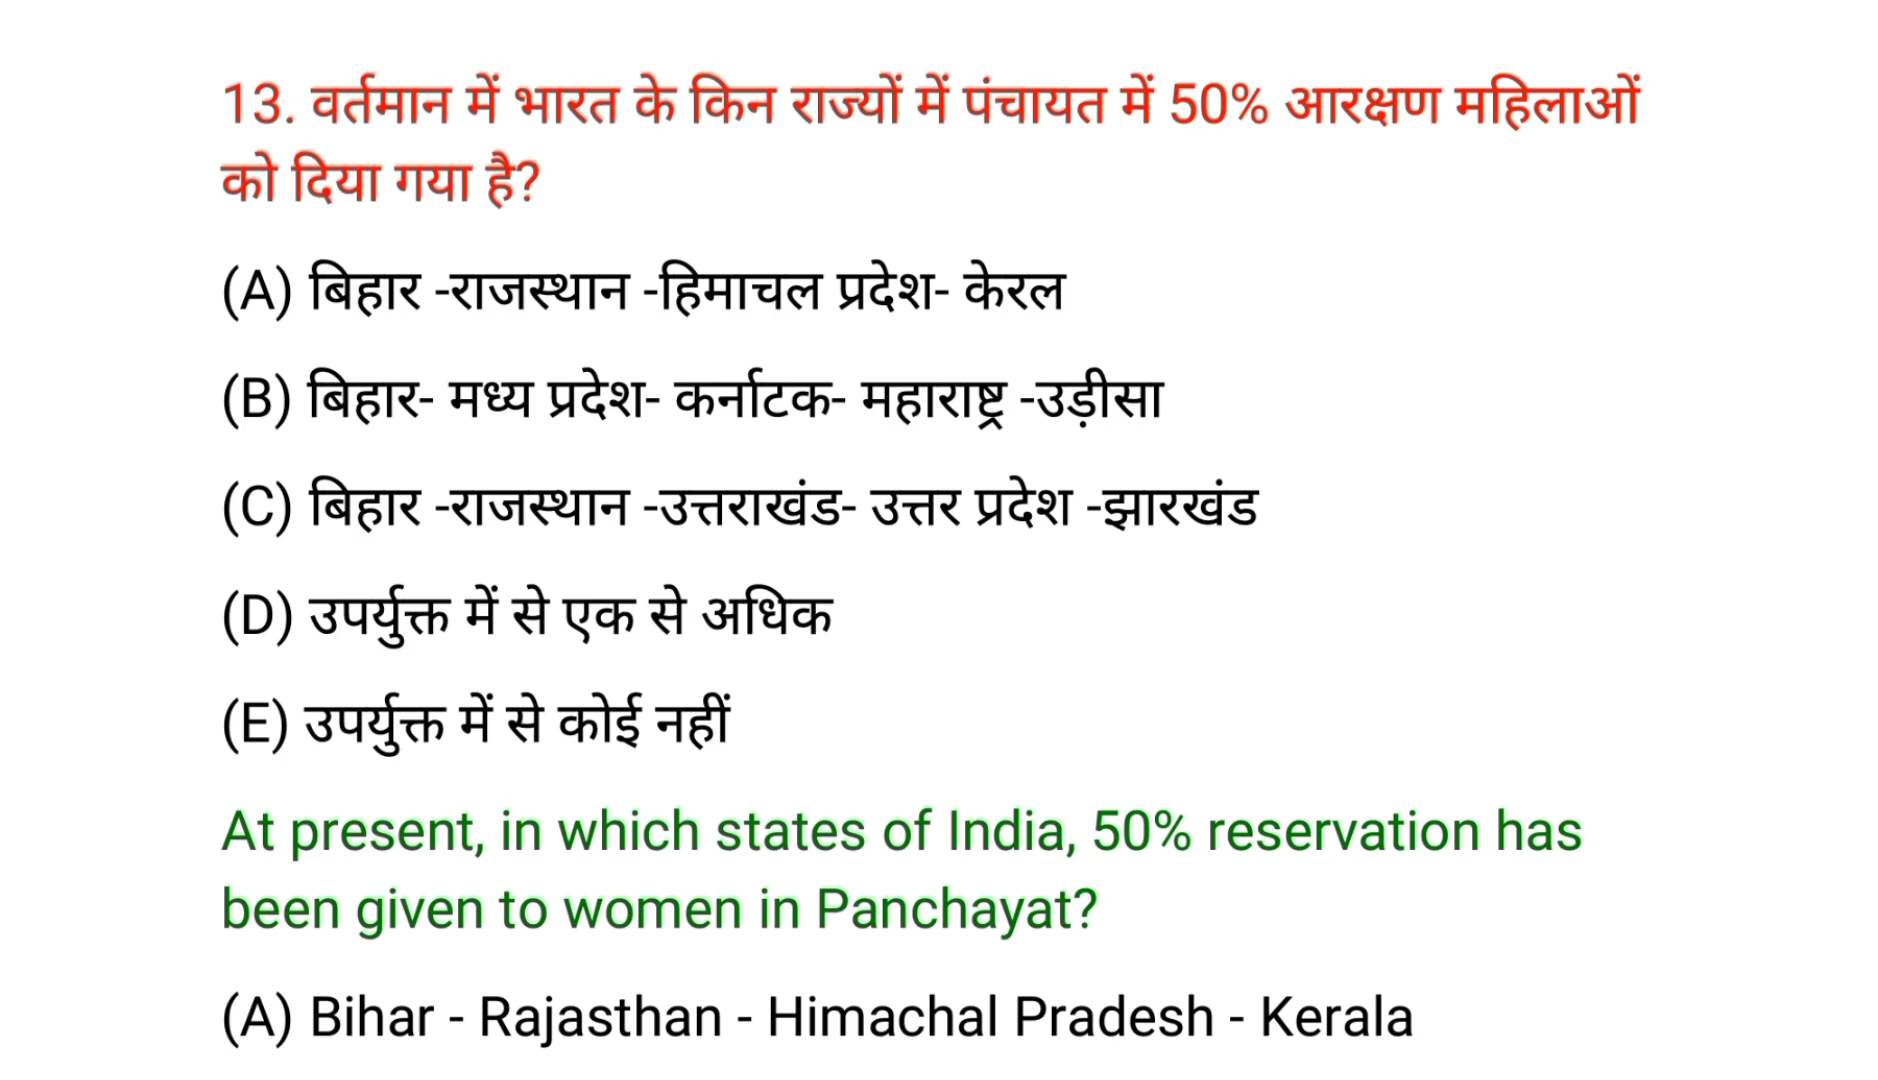 13. वर्तमान में भारत के किन राज्यों में पंचायत में 50% आरक्षण महिलाओं
को दिया गया है?
(A) बिहार -राजस्थान -हिमाचल प्रदेश- केरल
(B) बिहार- मध्य प्रदेश- कर्नाटक- महाराष्ट्र -उड़ीसा
(C) बिहार -राजस्थान -उत्तराखंड- उत्तर प्रदेश -झारखंड
(D) उपर्युक्त में से एक से अधिक
(E) उपर्युक्त में से कोई नहीं
At present, in which states of India, 50% reservation has
been given to women in Panchayat?
(A) Bihar - Rajasthan - Himachal Pradesh - Kerala